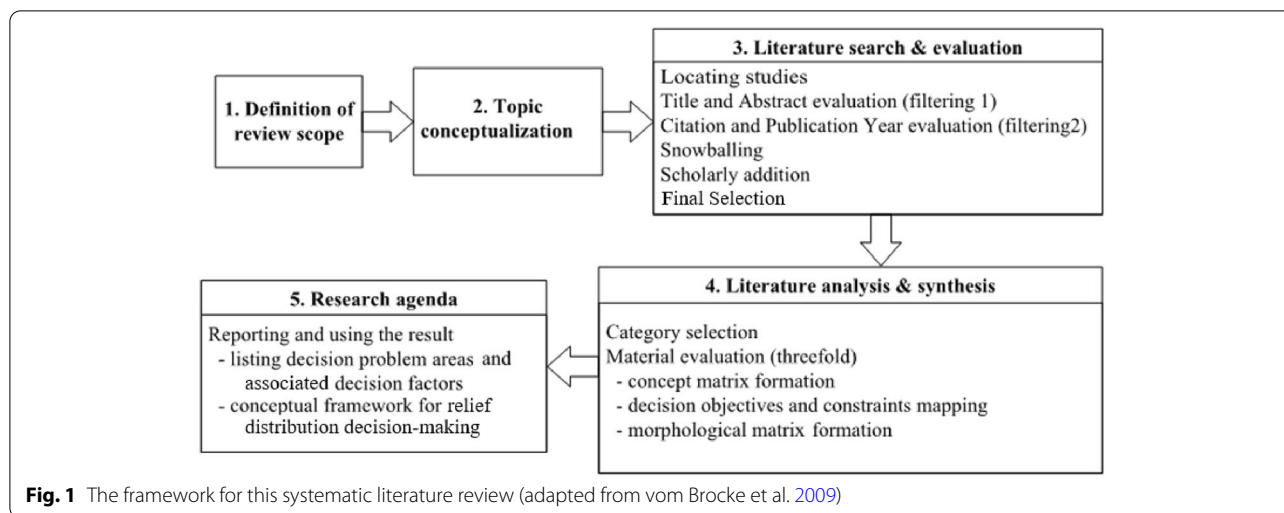 1. Definition of
review scope
2. Topic
conceptualization
3. Literature search & evaluation
Locating studies
Title and Abstract evaluation (filtering 1)
Citation and Publication Year evaluation (filtering2)
Snowballing
Scholarly addition
Final Selection
4. Literature analysis & synthesis
Category selection
Material evaluation (threefold)
- concept matrix formation
- decision objectives and constraints mapping
- morphological matrix formation
5. Research agenda
Reporting and using the result
- listing decision problem areas and
associated decision factors
- conceptual framework for relief
distribution decision-making
Fig. 1 The framework for this systematic literature review (adapted from vom Brocke et al. 2009)